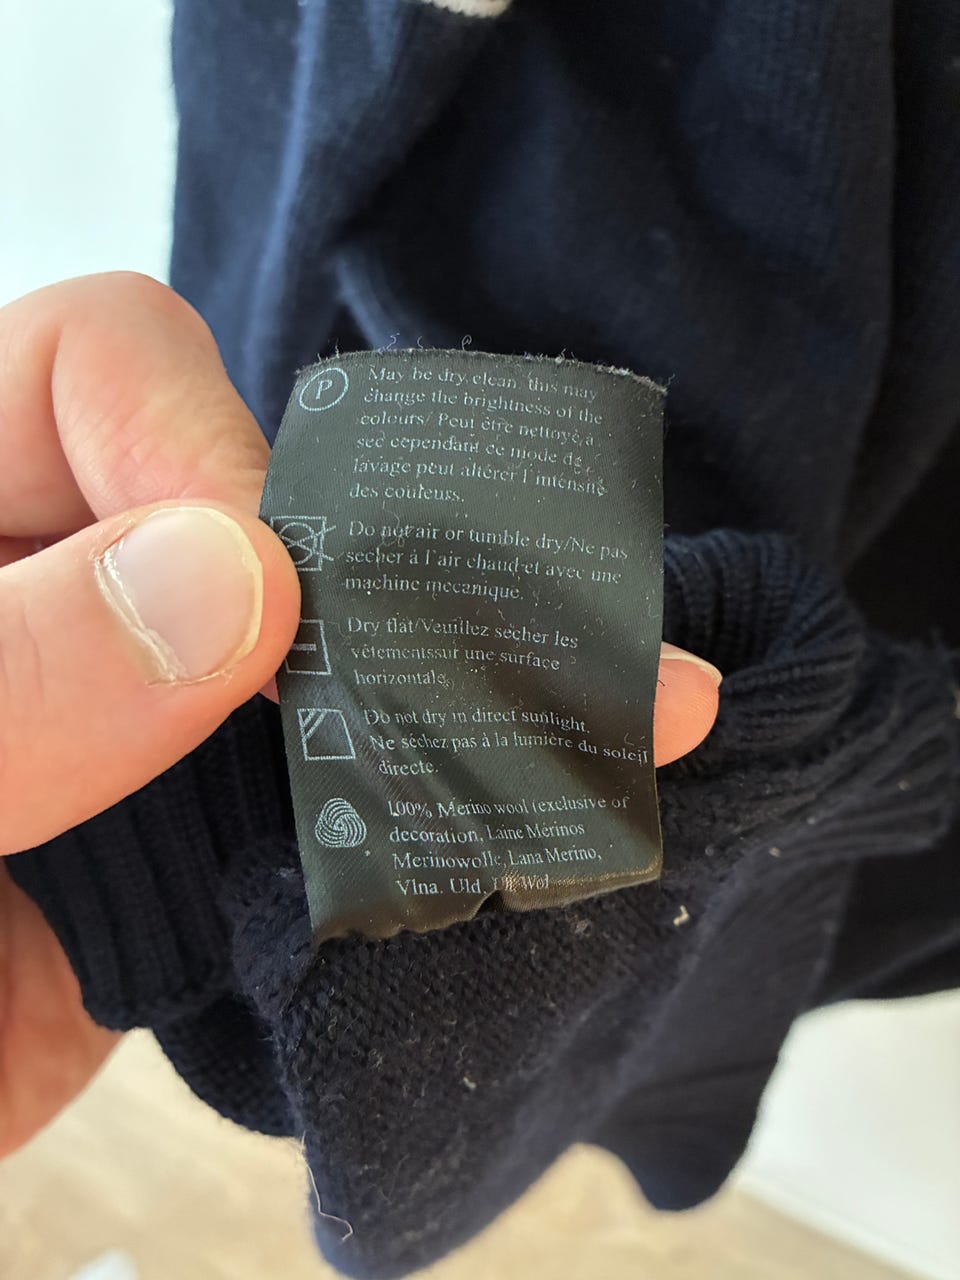 P
May be dry clean, this may
change the brightness of the
colours/ Peut être nettoyé à
sec cependant ce mode de
lavage peut altérer l'intensité
des couleurs.
Do not air or tumble dry/Ne pas
sécher à l'air chaud et avec une
machine mecanique.
Dry flat/Veuillez sécher les
vêtementssur une surface
horizontale.
Do not dry in direct sunlight.
Ne séchez pas à la lumière du soleil
directe.
100% Merino wool (exclusive of
decoration, Laine Mérinos
Merinowolle, Lana Merino,
Vlna. Uld, Wol